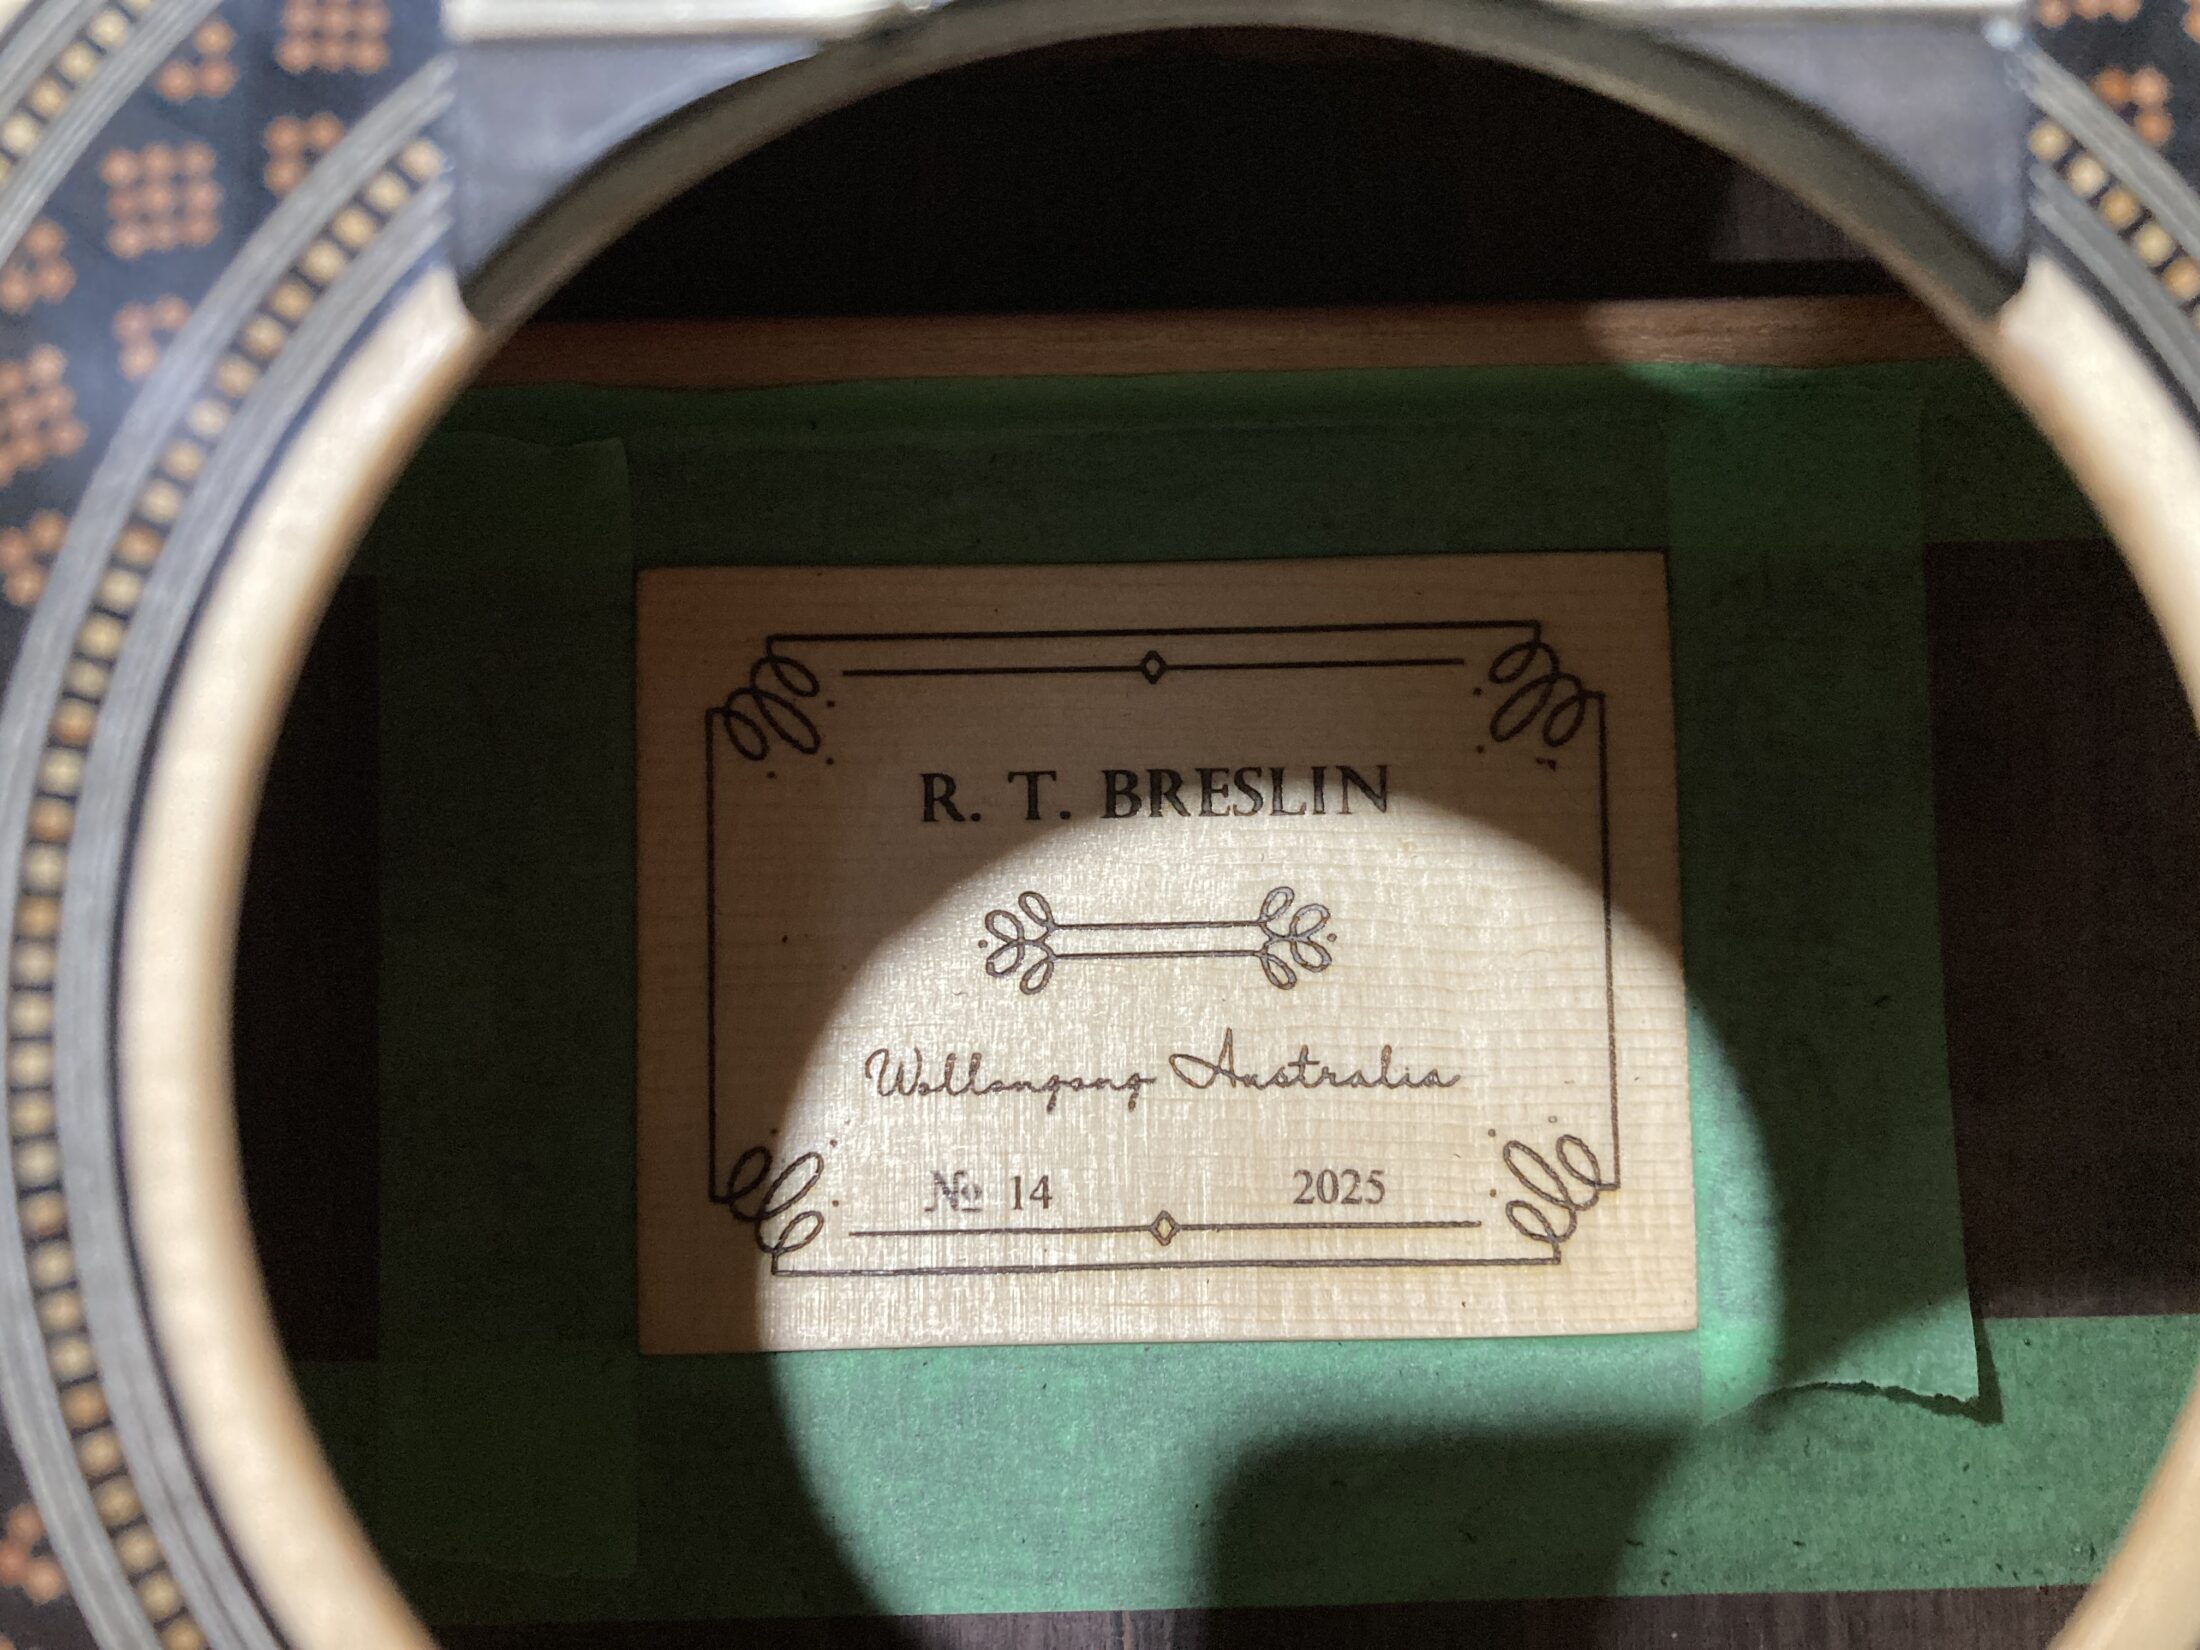 R. T. BRESLIN
Wollongong Australia
№ 14 2025